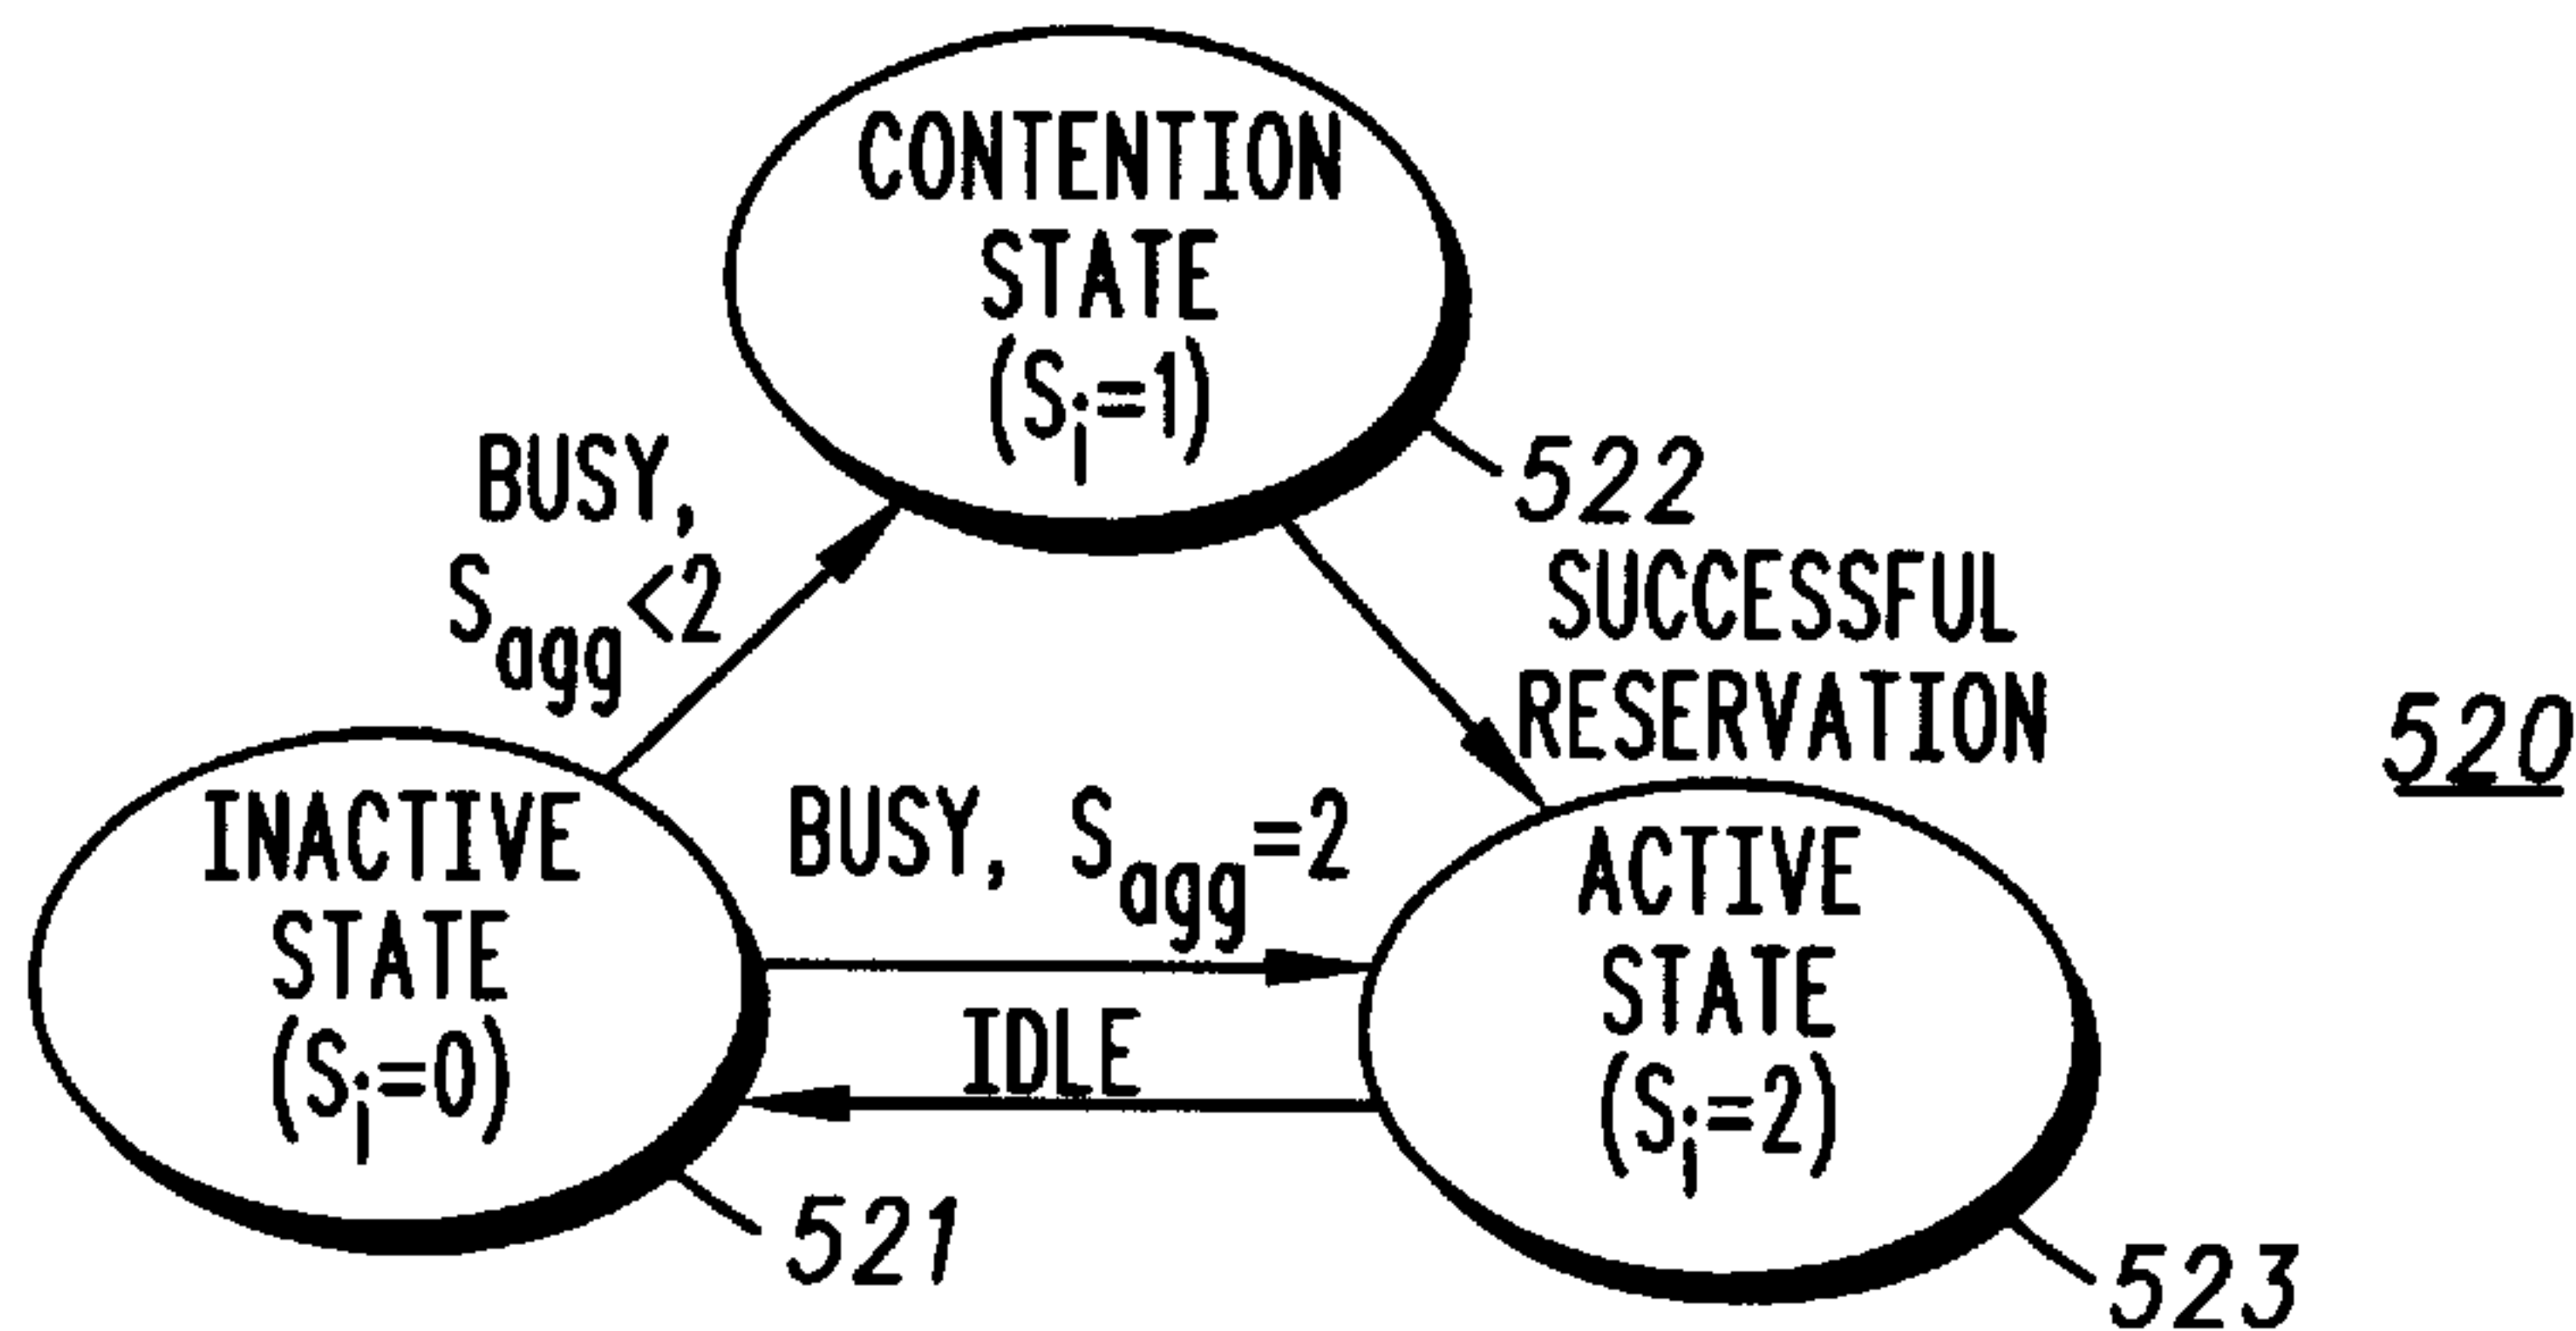 CONTENTION
STATE
(Si=1)
522
BUSY,
Sagg<2
SUCCESSFUL
RESERVATION
520
INACTIVE
STATE
(Si=0)
521
BUSY, Sagg=2
IDLE
ACTIVE
STATE
(Si=2)
523